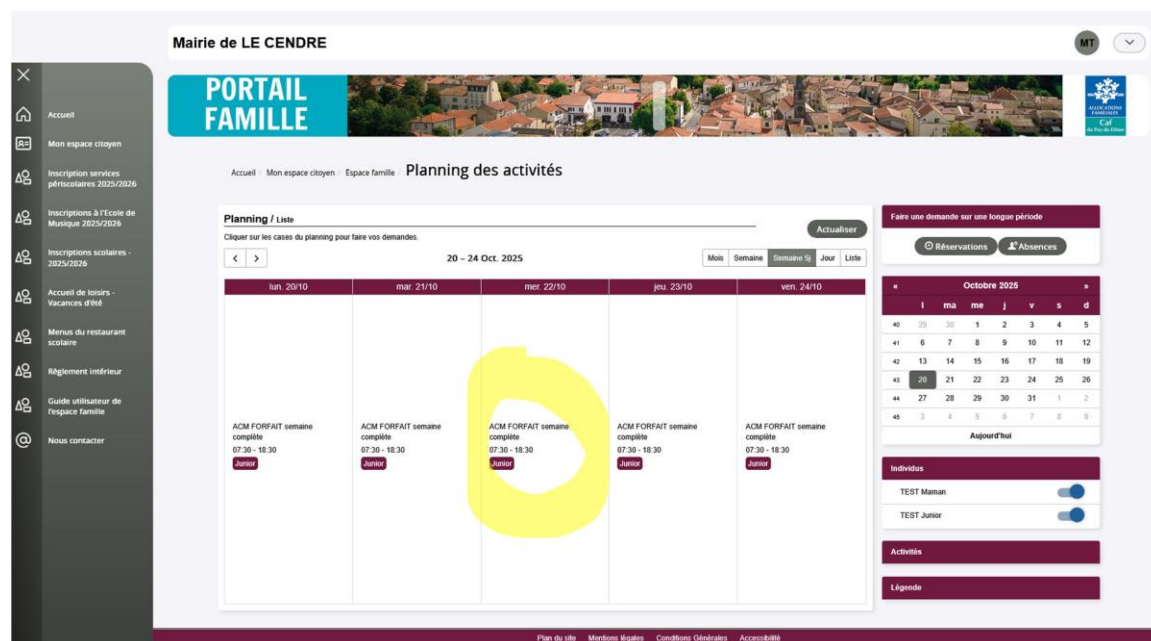 Mairie de LE CENDRE
MT
PORTAIL
FAMILLE
ALLOCATIONS
FAMILIALES
Caf
du Puy-de-Dôme
Accueil
Mon espace citoyen
Inscription services
périscolaires 2025/2026
Inscriptions à l'Ecole de
Musique 2025/2026
Inscriptions scolaires -
2025/2026
Accueil de loisirs -
Vacances d'été
Menus du restaurant
scolaire
Règlement intérieur
Guide utilisateur de
l'espace famille
Nous contacter
Accueil / Mon espace citoyen / Espace famille / Planning des activités
Planning / Liste
Actualiser
Cliquer sur les cases du planning pour faire vos demandes.
< >
20 – 24 Oct. 2025
Mois Semaine Semaine 5j Jour Liste
lun. 20/10 mar. 21/10 mer. 22/10 jeu. 23/10 ven. 24/10
ACM FORFAIT semaine
complète
07:30 - 18:30
Junior
ACM FORFAIT semaine
complète
07:30 - 18:30
Junior
ACM FORFAIT semaine
complète
07:30 - 18:30
Junior
ACM FORFAIT semaine
complète
07:30 - 18:30
Junior
ACM FORFAIT semaine
complète
07:30 - 18:30
Junior
Faire une demande sur une longue période
Réservations Absences
« Octobre 2025 »
l ma me j v s d
40 29 30 1 2 3 4 5
41 6 7 8 9 10 11 12
42 13 14 15 16 17 18 19
43 20 21 22 23 24 25 26
44 27 28 29 30 31 1 2
45 3 4 5 6 7 8 9
Aujourd'hui
Individus
TEST Maman
TEST Junior
Activités
Légende
Plan du site Mentions légales Conditions Générales Accessibilité